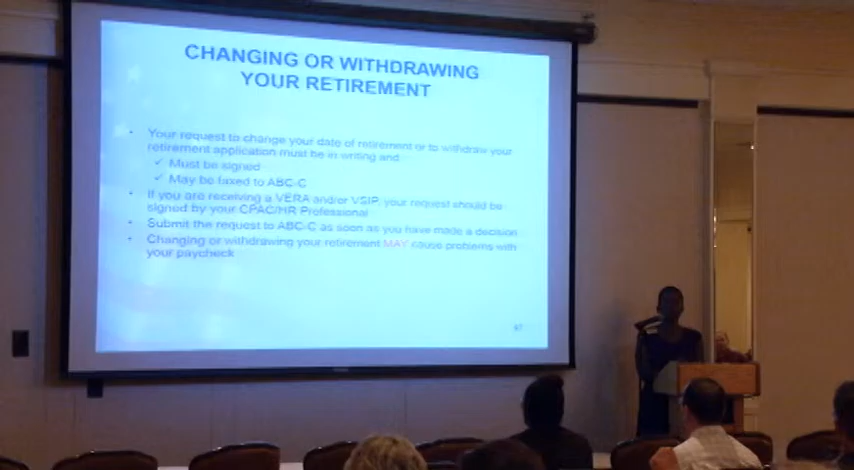 CHANGING OR WITHDRAWING
YOUR RETIREMENT
• Your request to change your date of retirement or to withdraw your
retirement application must be in writing and
✓ Must be signed
✓ May be faxed to ABC-C
• If you are receiving a VERA and/or VSIP, your request should be
signed by your CPAC/HR Professional
• Submit the request to ABC-C as soon as you have made a decision
• Changing or withdrawing your retirement MAY cause problems with
your paycheck